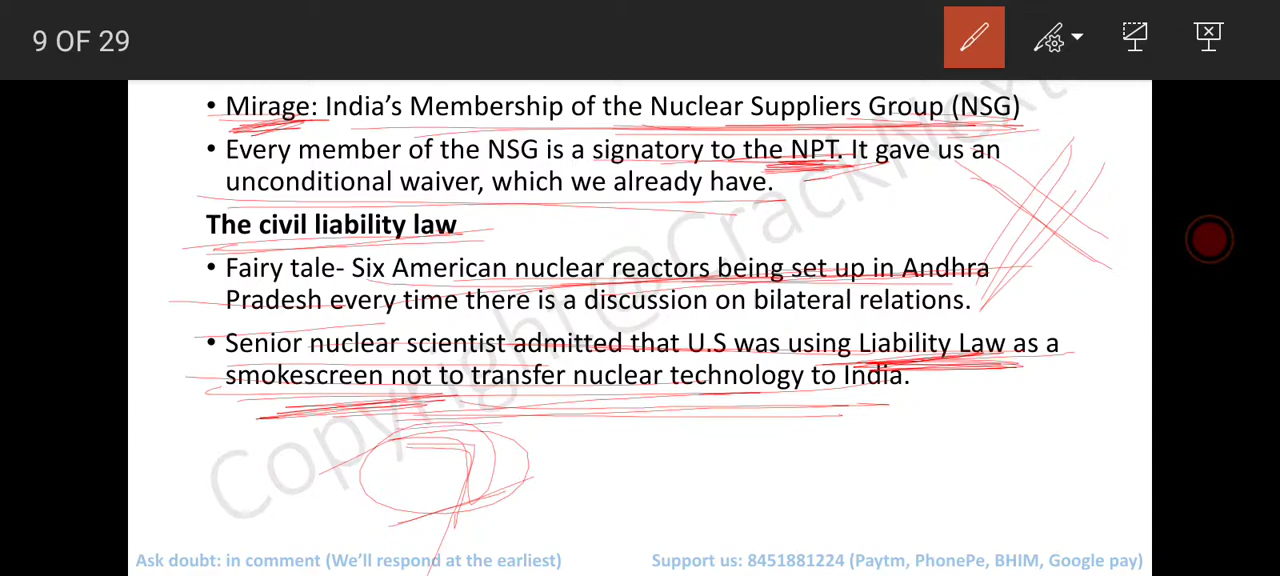 9 OF 29
• Mirage: India's Membership of the Nuclear Suppliers Group (NSG)
• Every member of the NSG is a signatory to the NPT. It gave us an
unconditional waiver, which we already have.
The civil liability law
• Fairy tale- Six American nuclear reactors being set up in Andhra
Pradesh every time there is a discussion on bilateral relations.
• Senior nuclear scientist admitted that U.S was using Liability Law as a
smokescreen not to transfer nuclear technology to India.
Copyright@CrackNext
Ask doubt: in comment (We'll respond at the earliest)
Support us: 8451881224 (Paytm, PhonePe, BHIM, Google pay)